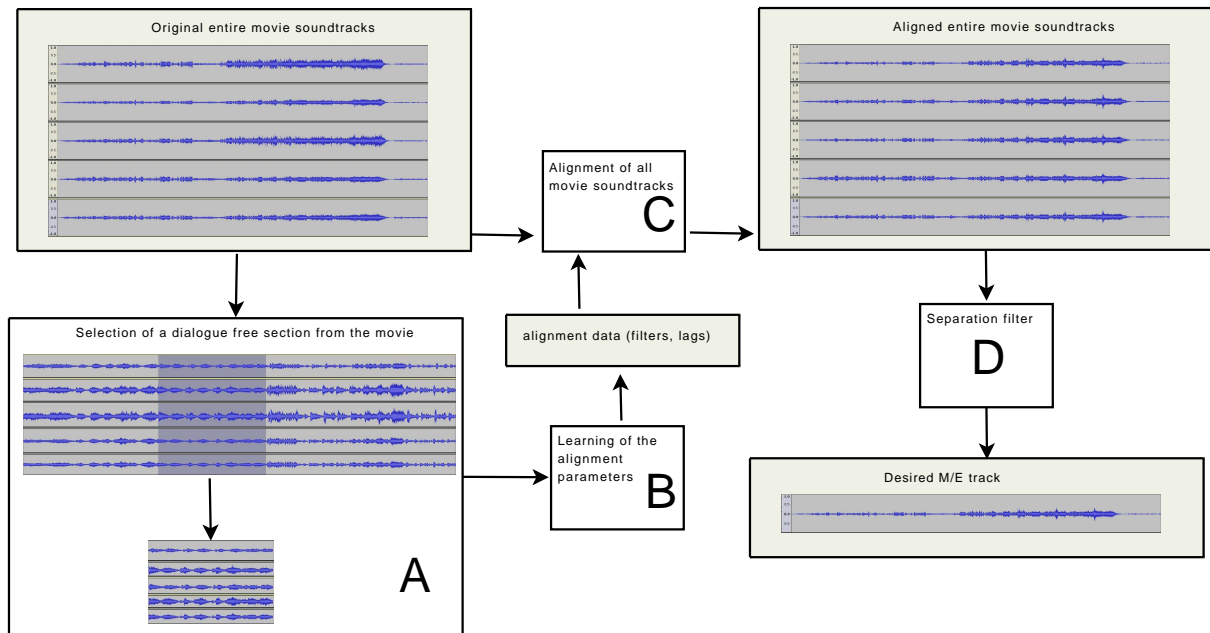 Original entire movie soundtracks
Aligned entire movie soundtracks
Alignment of all
movie soundtracks
C
Selection of a dialogue free section from the movie
alignment data (filters, lags)
Separation filter
D
Learning of the
alignment
parameters
B
A
Desired M/E track